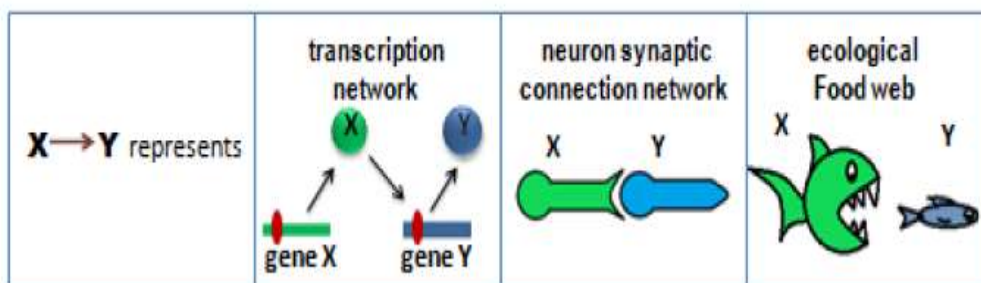 X → Y represents
transcription
network
X
Y
gene X
gene Y
neuron synaptic
connection network
X
Y
ecological
Food web
X
Y